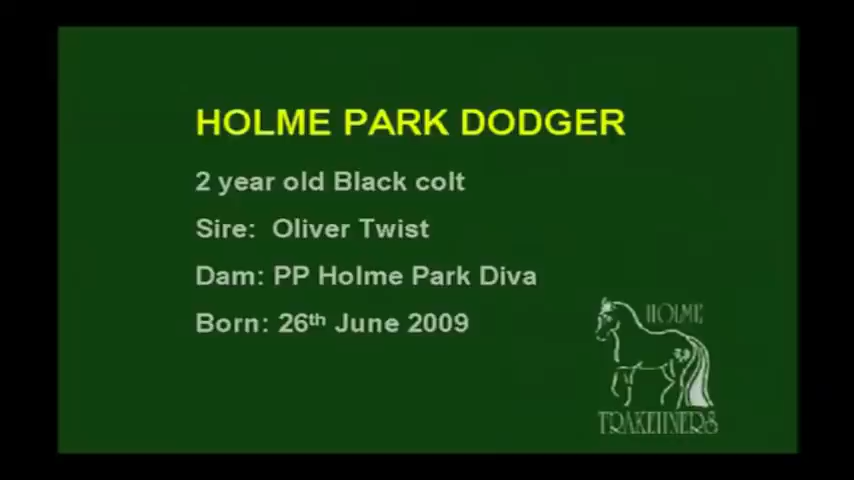 HOLME PARK DODGER
2 year old Black colt
Sire: Oliver Twist
Dam: PP Holme Park Diva
Born: 26th June 2009
HOLME
TRAKEHNERS